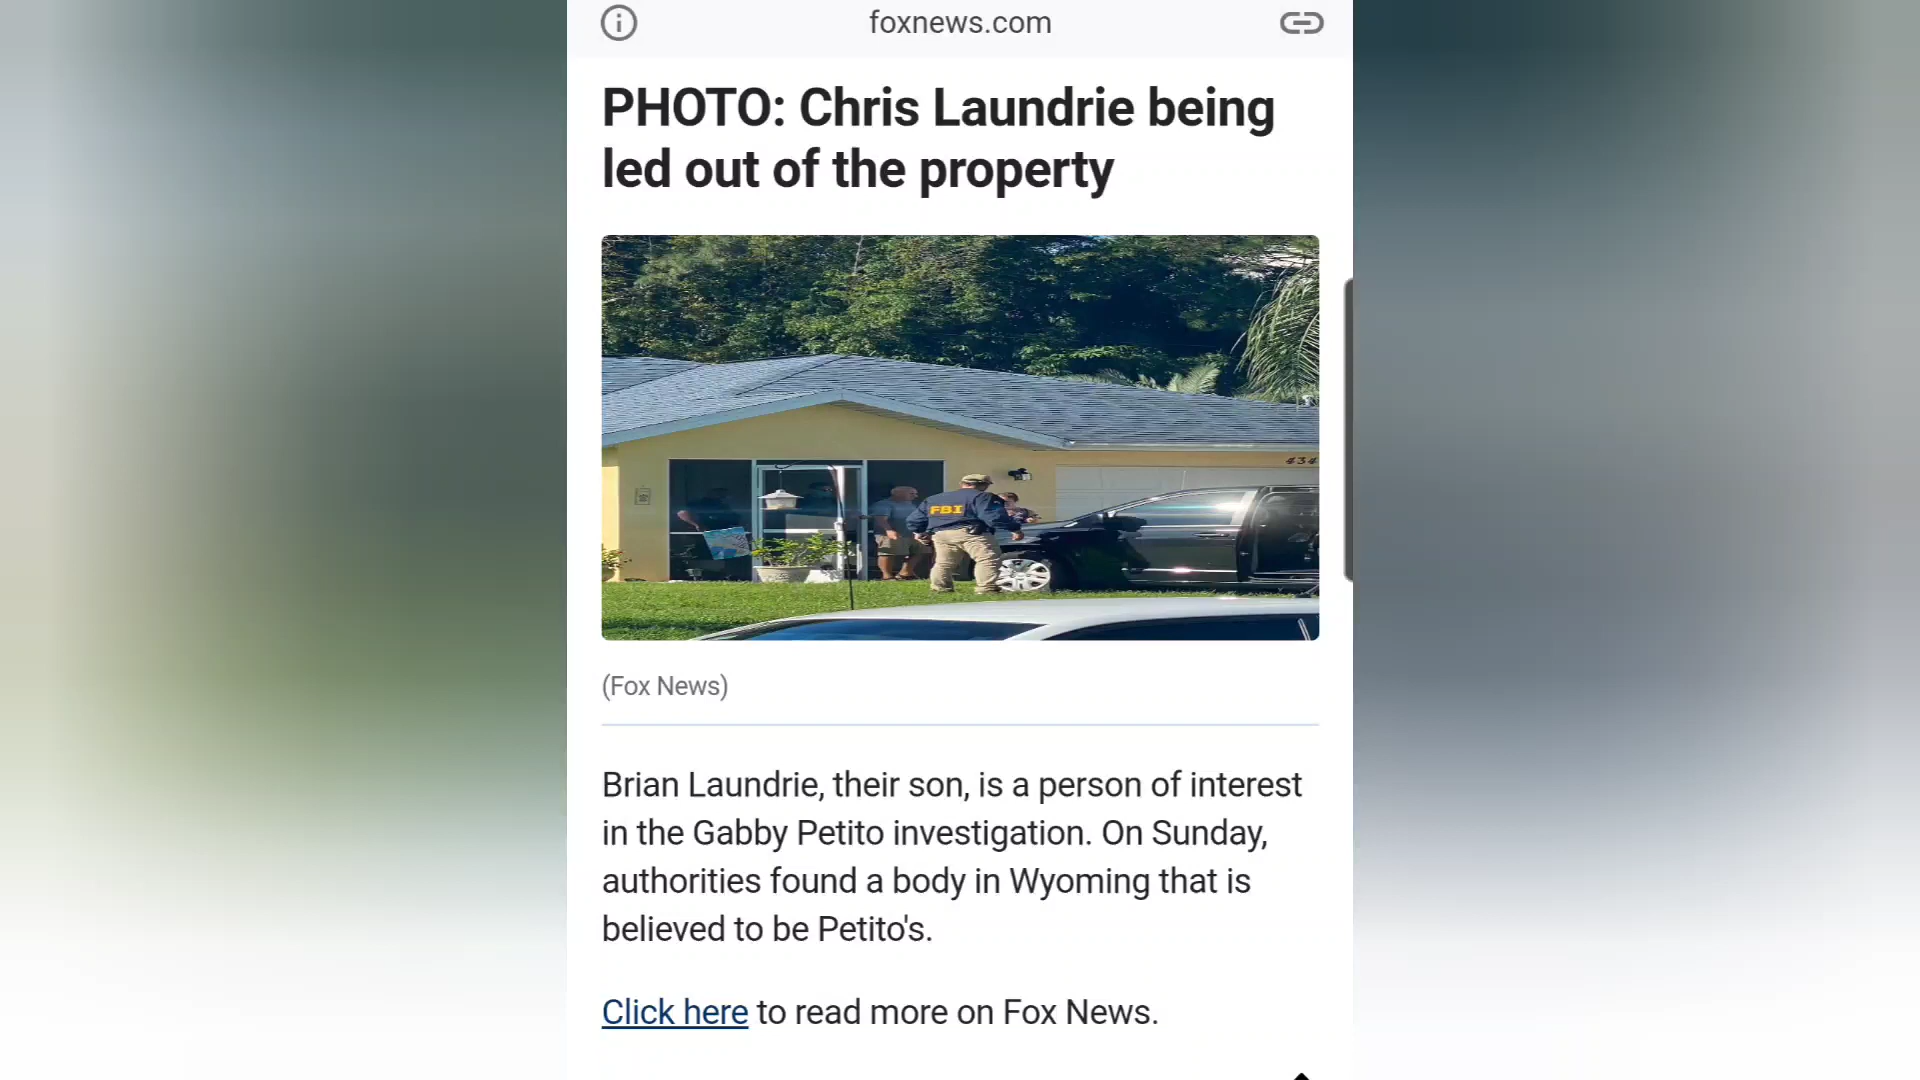 foxnews.com
PHOTO: Chris Laundrie being
led out of the property
434
FBI
(Fox News)
Brian Laundrie, their son, is a person of interest
in the Gabby Petito investigation. On Sunday,
authorities found a body in Wyoming that is
believed to be Petito's.
Click here to read more on Fox News.